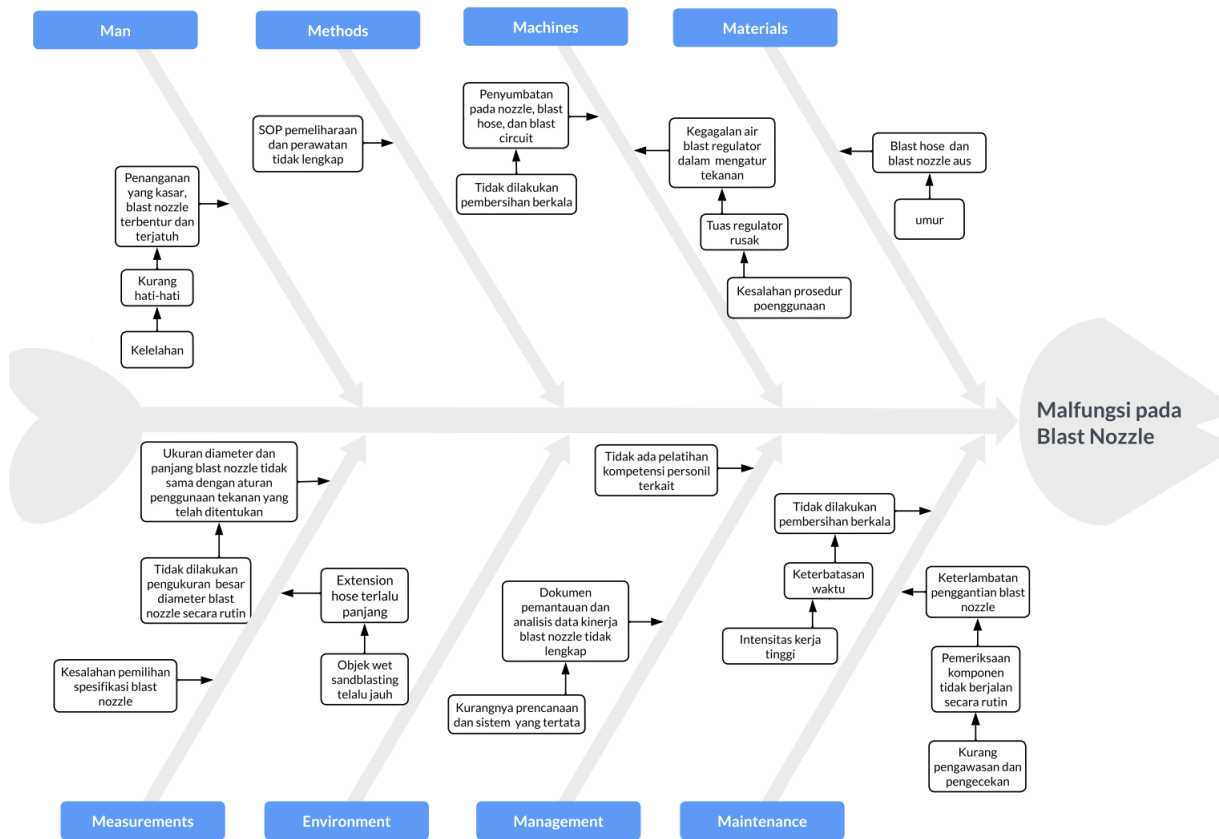 Man
Methods
Machines
Materials
Penanganan
yang kasar,
blast nozzle
terbentur dan
terjatuh
Kurang
hati-hati
Kelelahan
SOP pemeliharaan
dan perawatan
tidak lengkap
Penyumbatan
pada nozzle, blast
hose, dan blast
circuit
Tidak dilakukan
pembersihan berkala
Kegagalan air
blast regulator
dalam mengatur
tekanan
Tuas regulator
rusak
Kesalahan prosedur
poenggunaan
Blast hose dan
blast nozzle aus
umur
Malfungsi pada
Blast Nozzle
Ukuran diameter dan
panjang blast nozzle tidak
sama dengan aturan
penggunaan tekanan yang
telah ditentukan
Tidak dilakukan
pengukuran besar
diameter blast
nozzle secara rutin
Kesalahan pemilihan
spesifikasi blast
nozzle
Extension
hose terlalu
panjang
Objek wet
sandblasting
telalu jauh
Tidak ada pelatihan
kompetensi personil
terkait
Dokumen
pemantauan dan
analisis data kinerja
blast nozzle tidak
lengkap
Kurangnya prencanaan
dan sistem yang tertata
Tidak dilakukan
pembersihan berkala
Keterbatasan
waktu
Intensitas kerja
tinggi
Keterlambatan
penggantian blast
nozzle
Pemeriksaan
komponen
tidak berjalan
secara rutin
Kurang
pengawasan dan
pengecekan
Measurements
Environment
Management
Maintenance